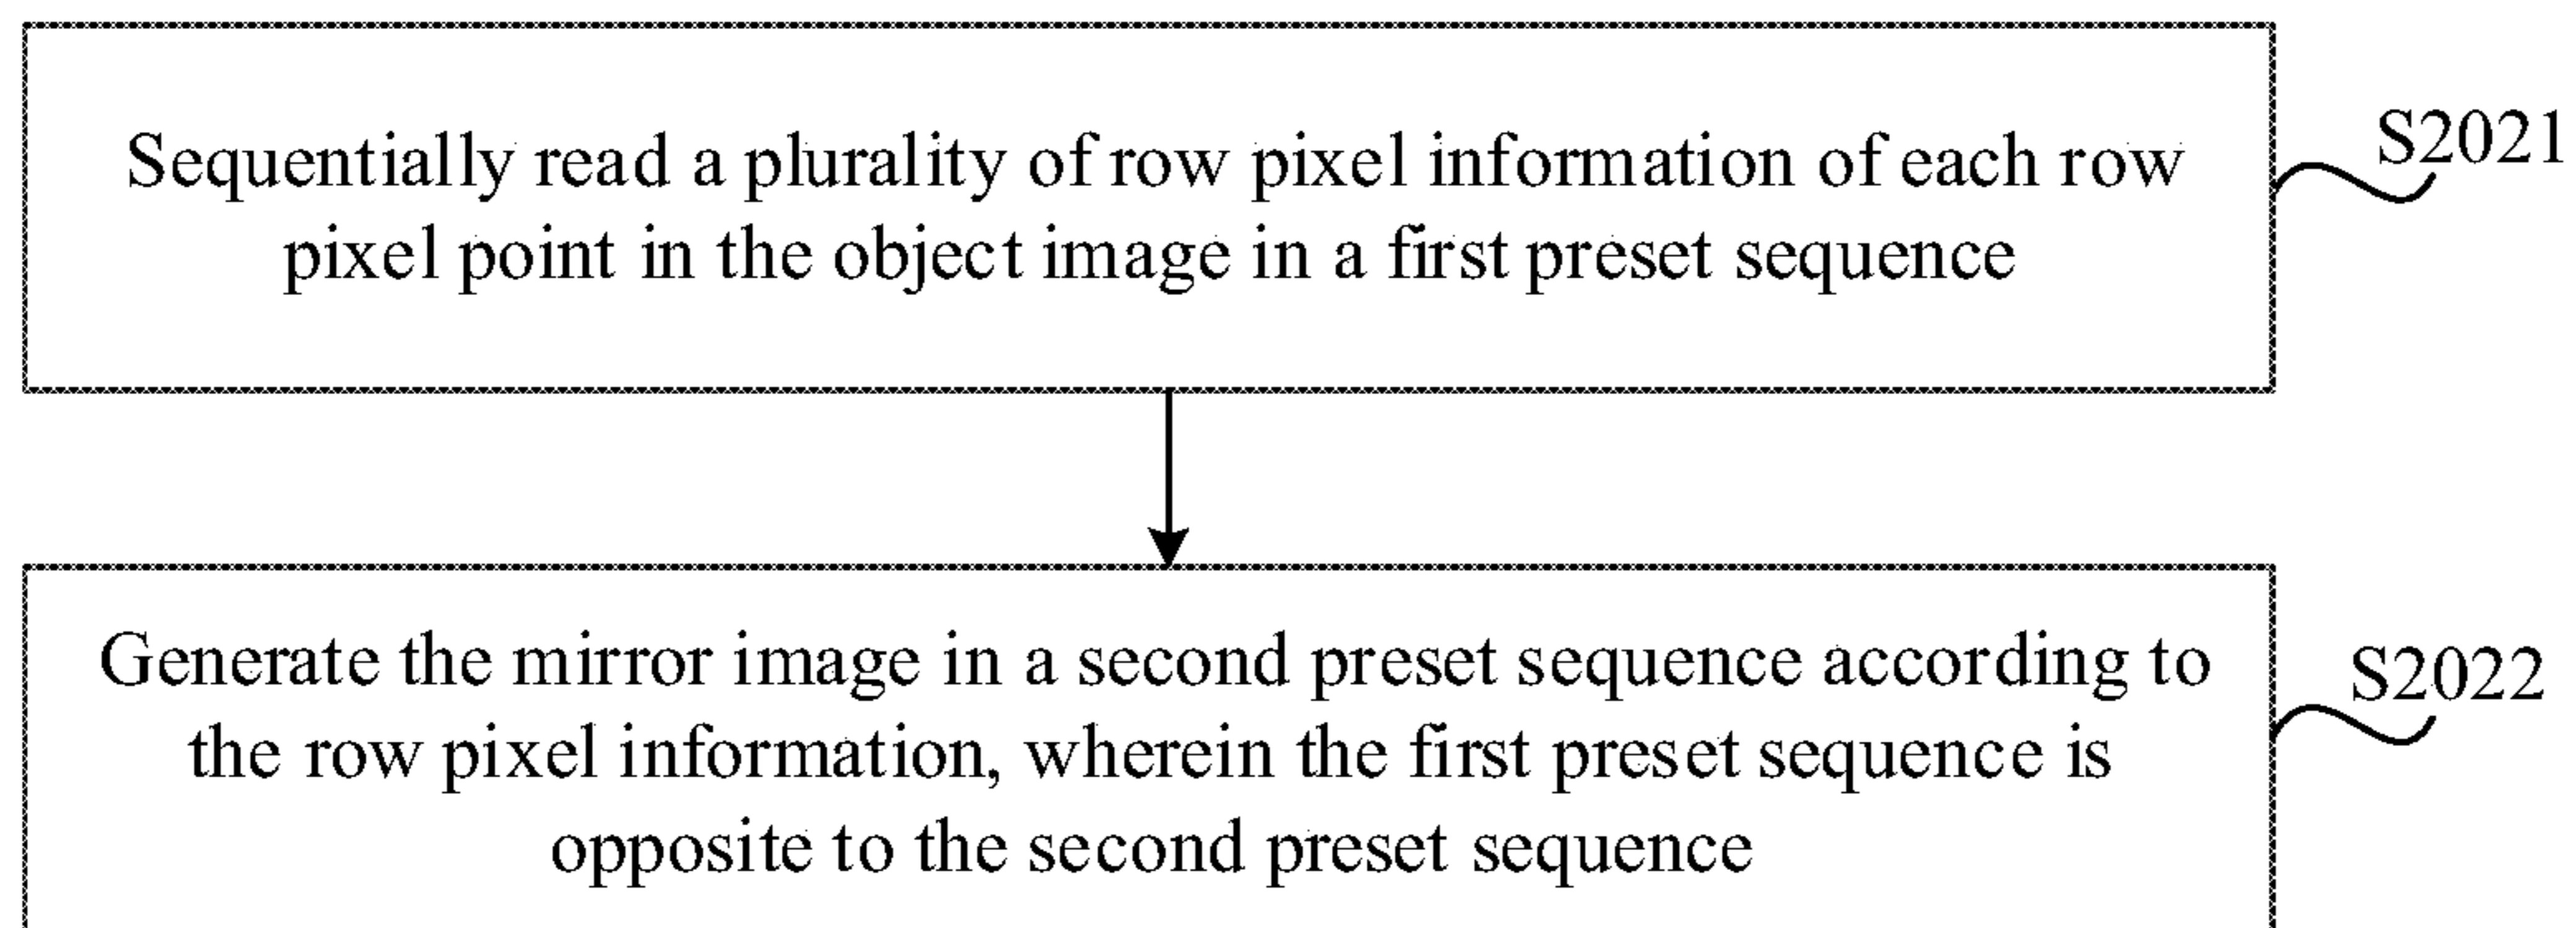 Sequentially read a plurality of row pixel information of each row
pixel point in the object image in a first preset sequence
S2021
Generate the mirror image in a second preset sequence according to
the row pixel information, wherein the first preset sequence is
opposite to the second preset sequence
S2022